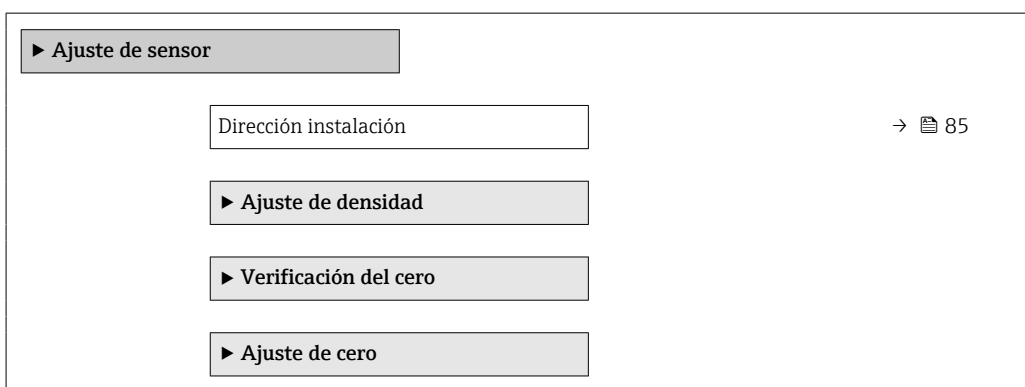 ▶ Ajuste de sensor
Dirección instalación → 85
▶ Ajuste de densidad
▶ Verificación del cero
▶ Ajuste de cero